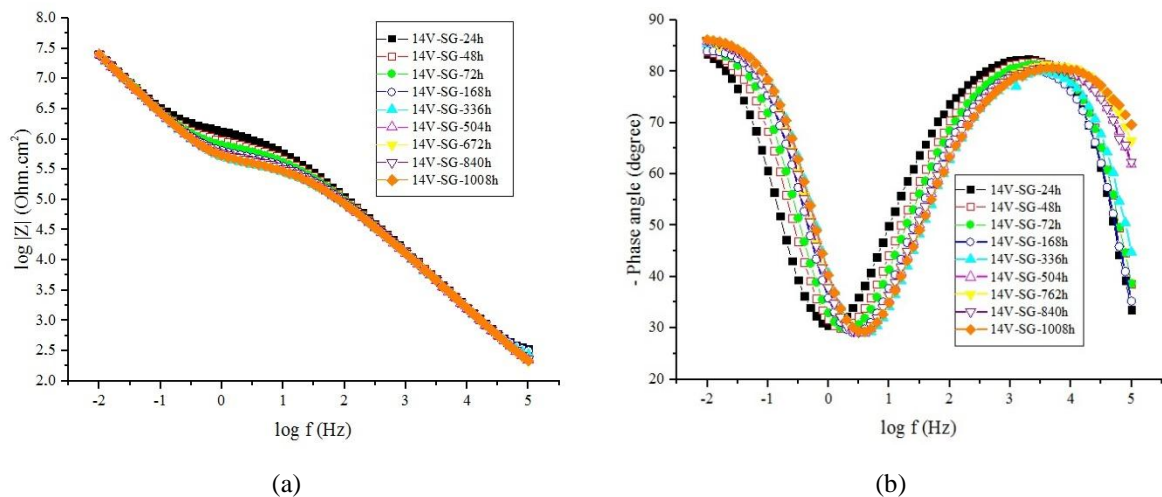 8.0
7.5
7.0
6.5
6.0
5.5
5.0
4.5
4.0
3.5
3.0
2.5
2.0
log |Z| (Ohm.cm²)
14V-SG-24h
14V-SG-48h
14V-SG-72h
14V-SG-168h
14V-SG-336h
14V-SG-504h
14V-SG-672h
14V-SG-840h
14V-SG-1008h
-2 -1 0 1 2 3 4 5
log f (Hz)
(a)
90
80
70
60
50
40
30
20
- Phase angle (degree)
14V-SG-24h
14V-SG-48h
14V-SG-72h
14V-SG-168h
14V-SG-336h
14V-SG-504h
14V-SG-762h
14V-SG-840h
14V-SG-1008h
-2 -1 0 1 2 3 4 5
log f (Hz)
(b)